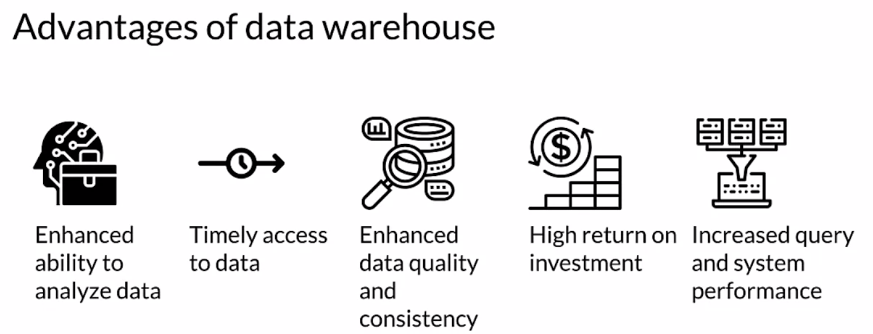 Advantages of data warehouse
Enhanced
ability to
analyze data
Timely access
to data
Enhanced
data quality
and
consistency
High return on
investment
Increased query
and system
performance